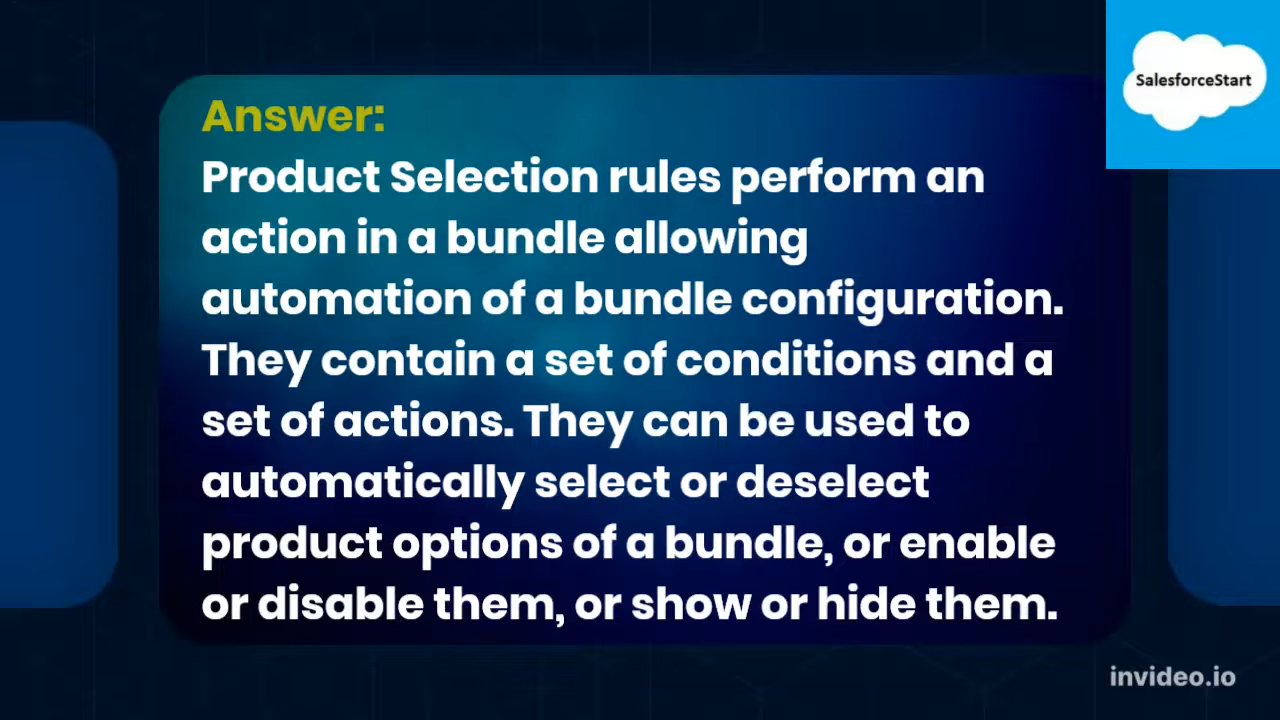 SalesforceStart
Answer:
Product Selection rules perform an
action in a bundle allowing
automation of a bundle configuration.
They contain a set of conditions and a
set of actions. They can be used to
automatically select or deselect
product options of a bundle, or enable
or disable them, or show or hide them.
invideo.io